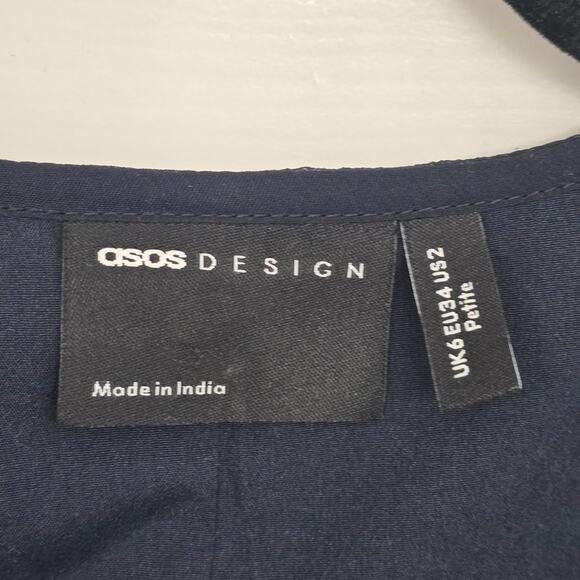 asos DESIGN
Made in India
UK6 EU34 US2
Petite